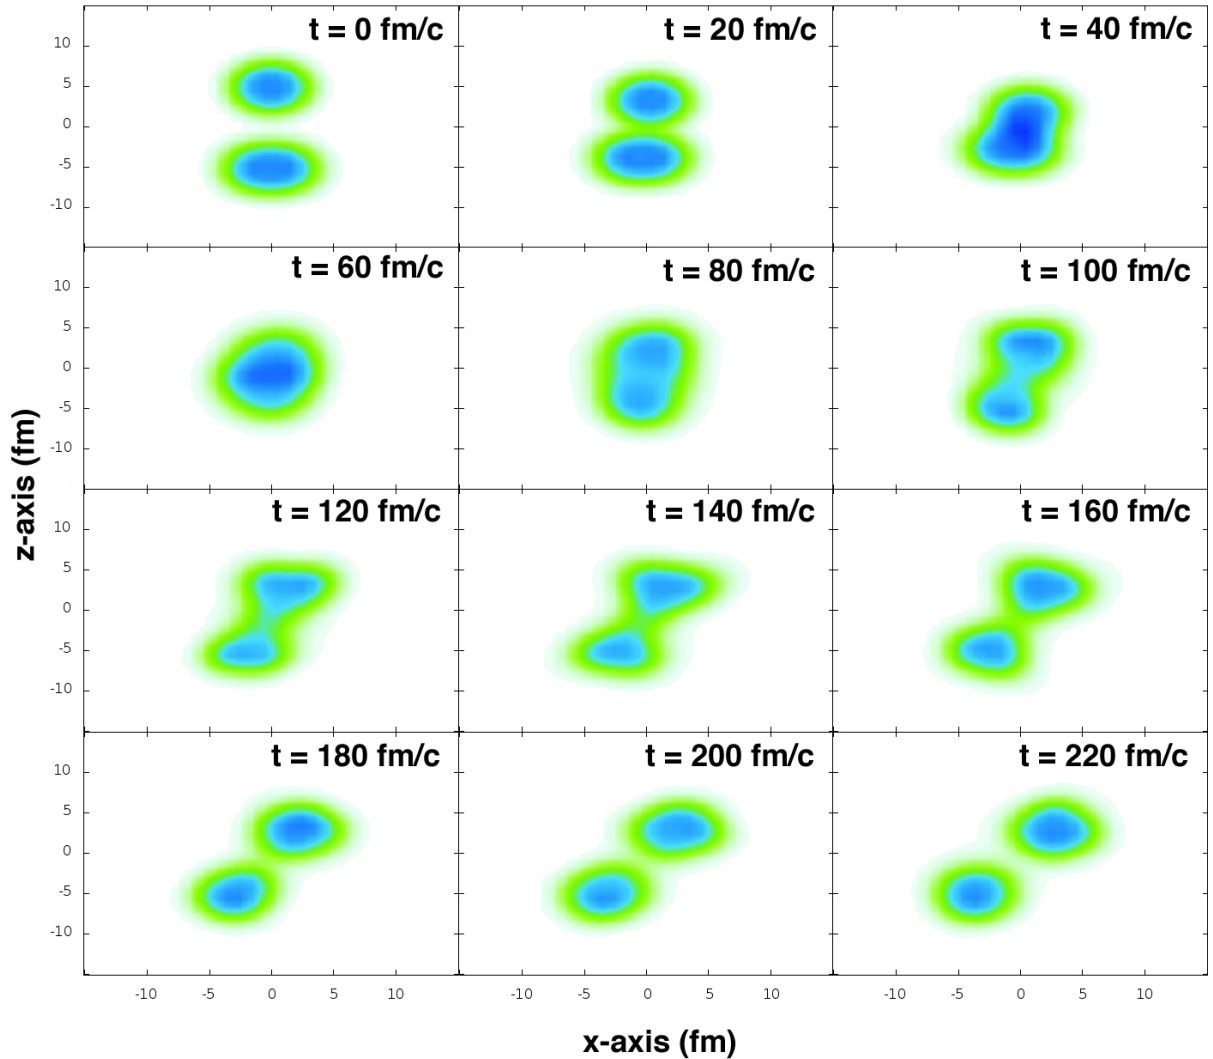 t = 0 fm/c
t = 20 fm/c
t = 40 fm/c
10
5
0
-5
-10
t = 60 fm/c
t = 80 fm/c
t = 100 fm/c
10
5
0
-5
-10
t = 120 fm/c
t = 140 fm/c
t = 160 fm/c
10
5
0
-5
-10
t = 180 fm/c
t = 200 fm/c
t = 220 fm/c
10
5
0
-5
-10
z-axis (fm)
-10 -5 0 5 10 -10 -5 0 5 10 -10 -5 0 5 10
x-axis (fm)